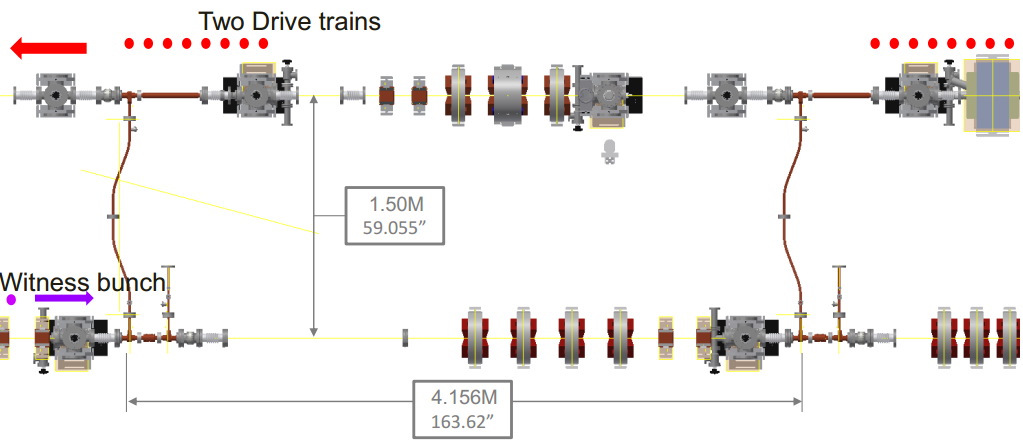 Two Drive trains
1.50M
59.055”
Witness bunch
4.156M
163.62”